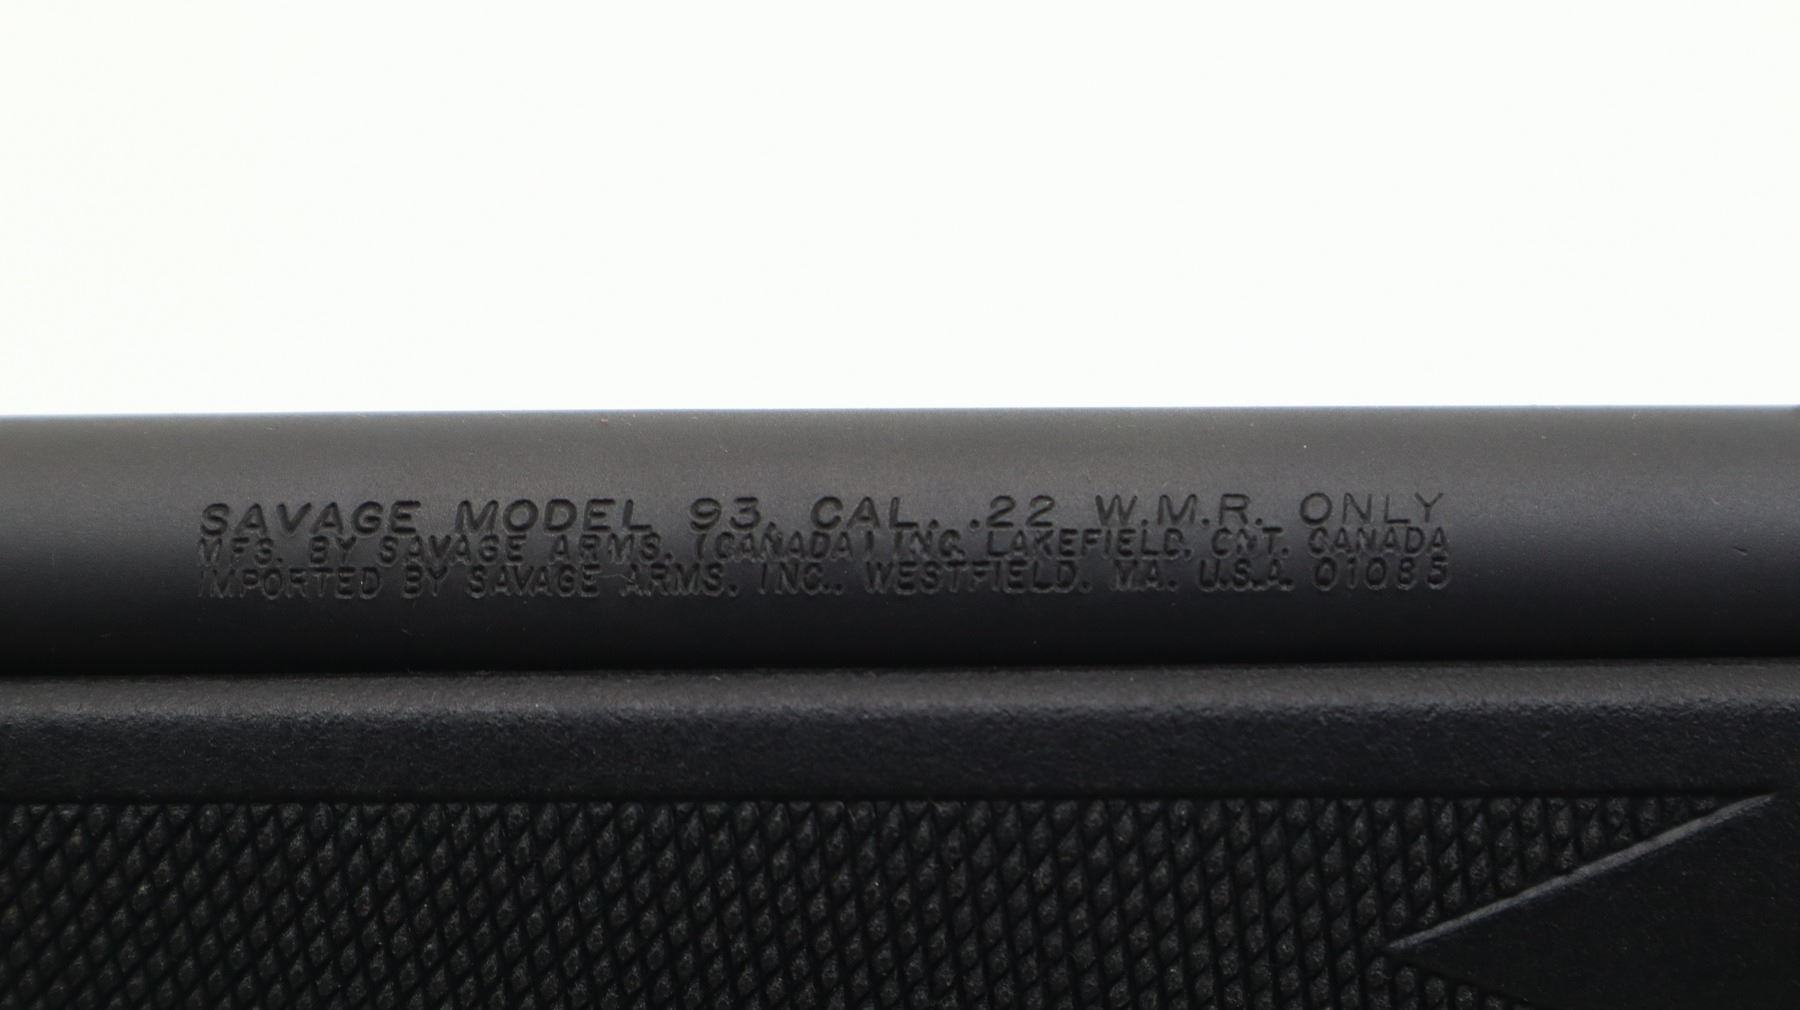 SAVAGE MODEL 93, CAL. .22 W.M.R. ONLY
MFG. BY SAVAGE ARMS, (CANADA) INC. LAKEFIELD, ONT. CANADA
IMPORTED BY SAVAGE ARMS, INC., WESTFIELD, MA. U.S.A. 01085